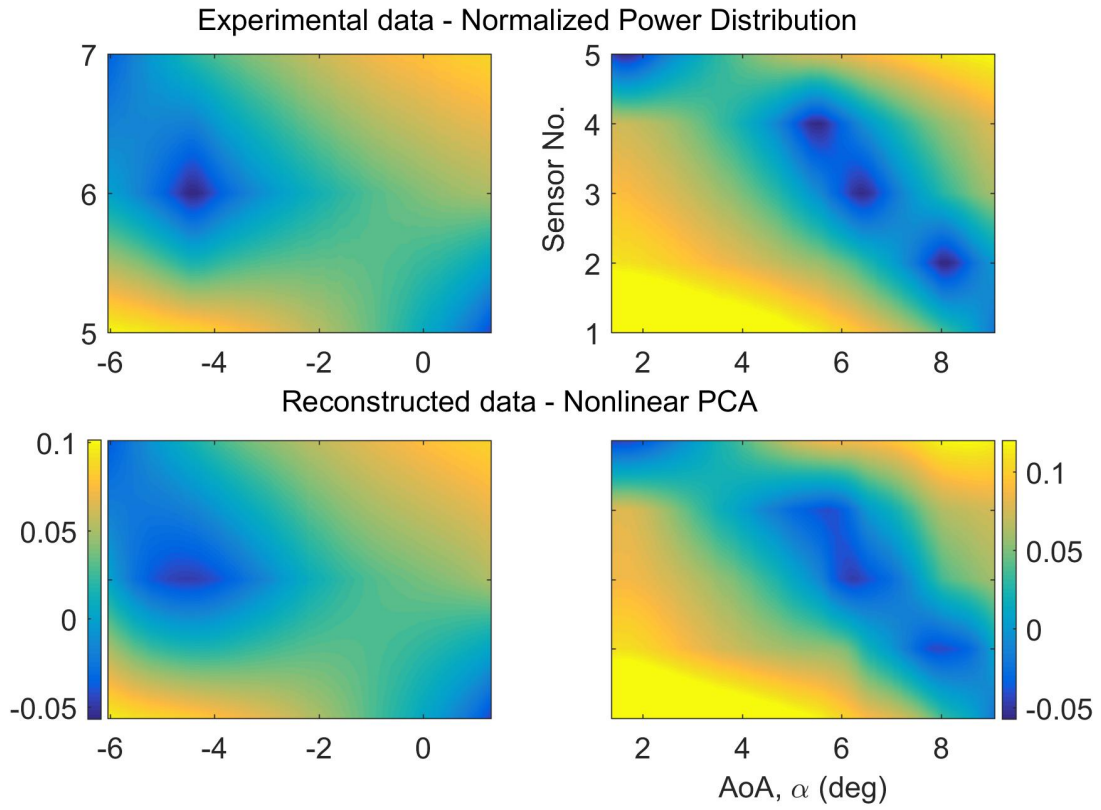 Experimental data - Normalized Power Distribution
7
6
5
-6 -4 -2 0
Sensor No.
5
4
3
2
1
2 4 6 8
Reconstructed data - Nonlinear PCA
0.1
0.05
0
-0.05
-6 -4 -2 0
0.1
0.05
0
-0.05
2 4 6 8
AoA, α (deg)